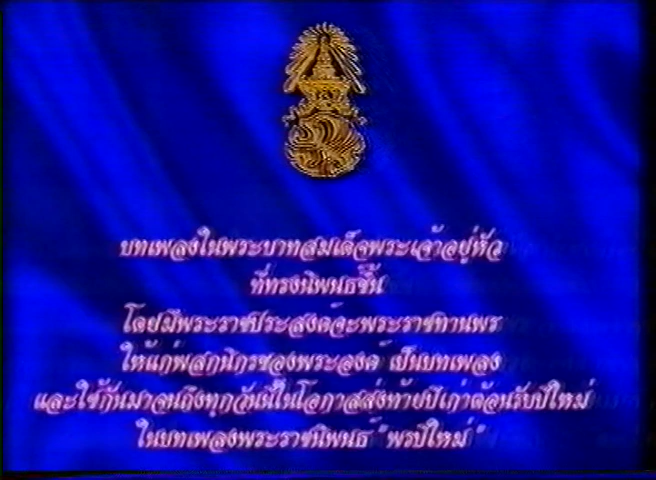 บทเพลงในพระบาทสมเด็จพระเจ้าอยู่หัว
ที่ทรงนิพนธ์ขึ้น
โดยมีพระราชประสงค์จะพระราชทานพร
ให้แก่พสกนิกรของพระองค์ เป็นบทเพลง
และใช้กันมาจนถึงทุกวันนี้ในโอกาสส่งท้ายปีเก่าต้อนรับปีใหม่
ในบทเพลงพระราชนิพนธ์ "พรปีใหม่"